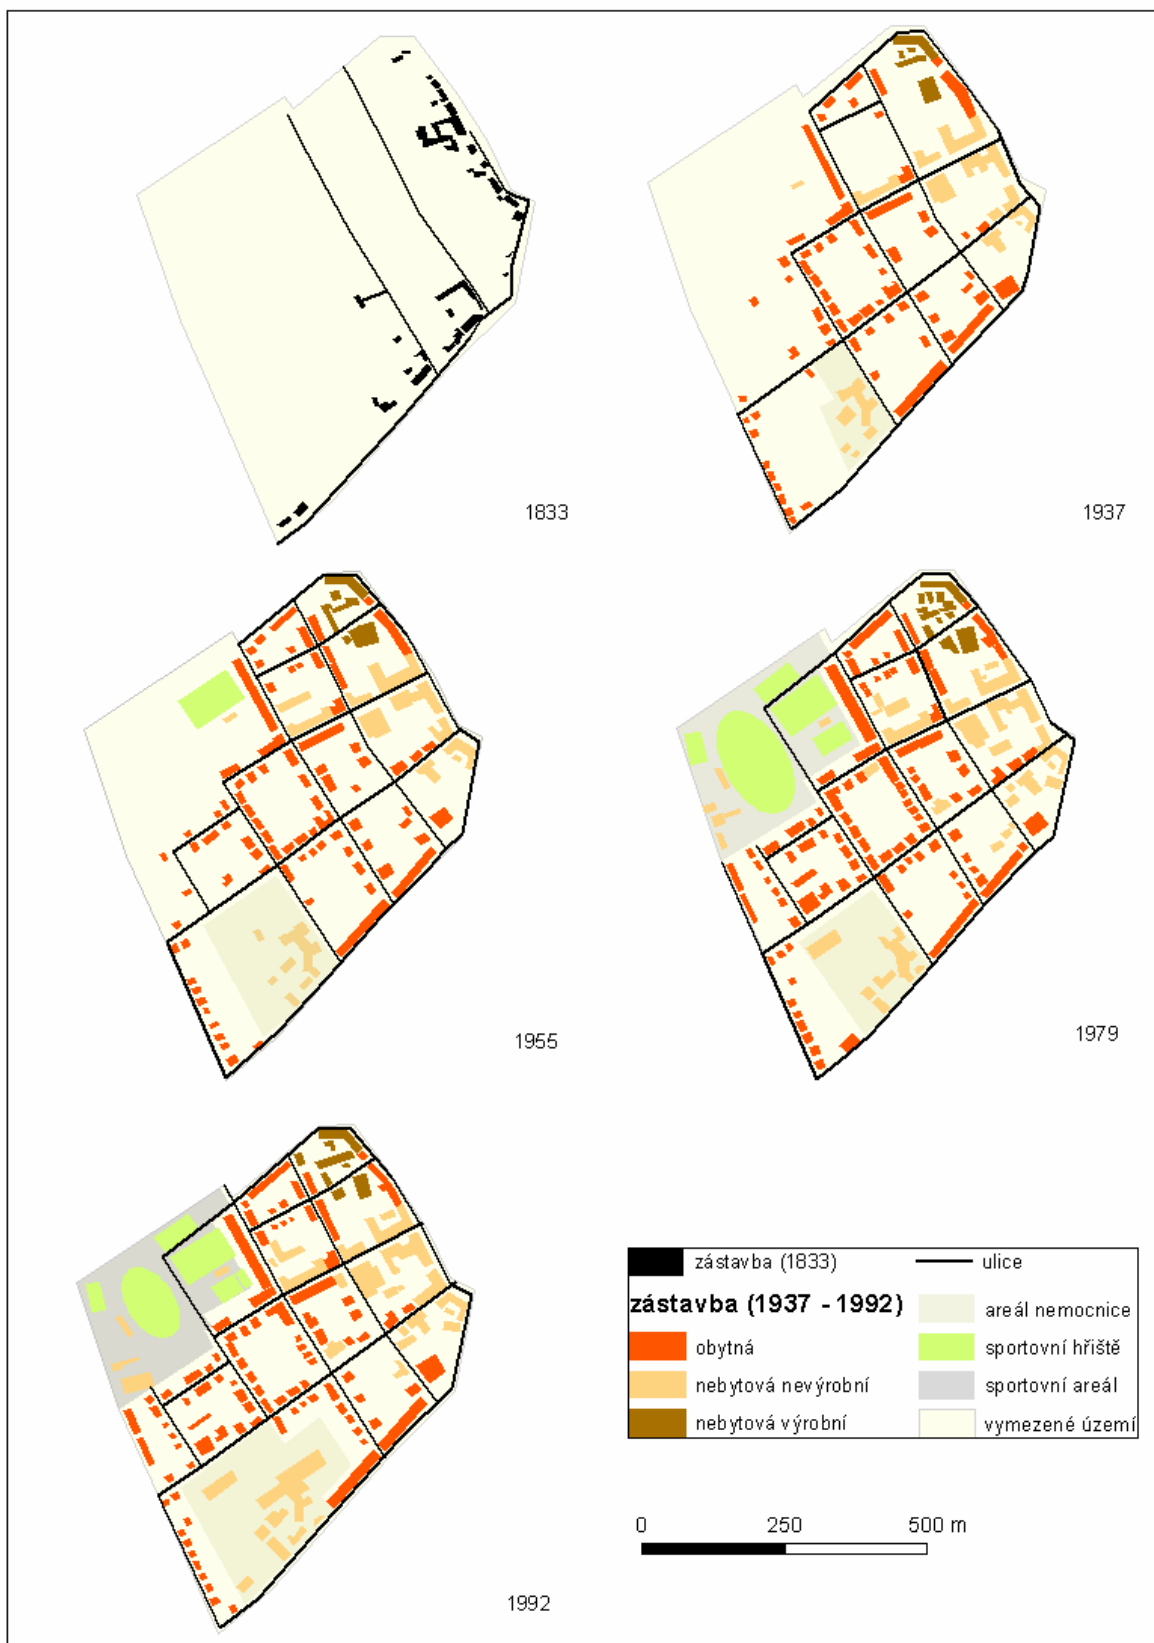 1833
1937
1955
1979
1992
zástavba (1833)
ulice
zástavba (1937 - 1992)
areál nemocnice
obytná
sportovní hřiště
nebytová nevýrobní
sportovní areál
nebytová výrobní
vymezené území
0 250 500 m